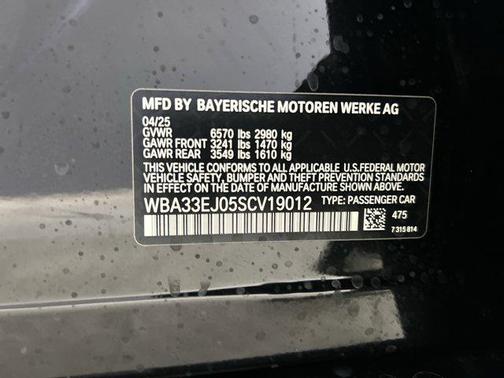 MFD BY BAYERISCHE MOTOREN WERKE AG
04/25
GVWR 6570 lbs 2980 kg
GAWR FRONT 3241 lbs 1470 kg
GAWR REAR 3549 lbs 1610 kg
THIS VEHICLE CONFORMS TO ALL APPLICABLE U.S.FEDERAL MOTOR
VEHICLE SAFETY, BUMPER, AND THEFT PREVENTION STANDARDS IN
EFFECT ON THE DATE OF MANUFACTURE SHOWN ABOVE.
WBA33EJ05SCV19012 TYPE: PASSENGER CAR
475
7 315 814